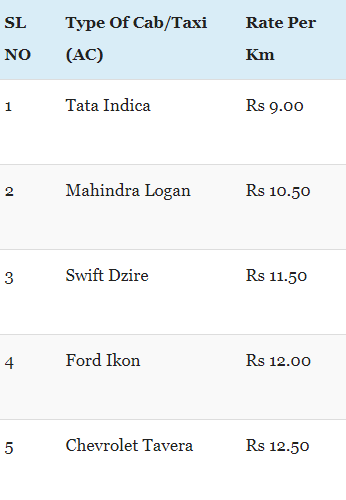 SL Type Of Cab/Taxi Rate Per
NO (AC) Km
1 Tata Indica Rs 9.00
2 Mahindra Logan Rs 10.50
3 Swift Dzire Rs 11.50
4 Ford Ikon Rs 12.00
5 Chevrolet Tavera Rs 12.50